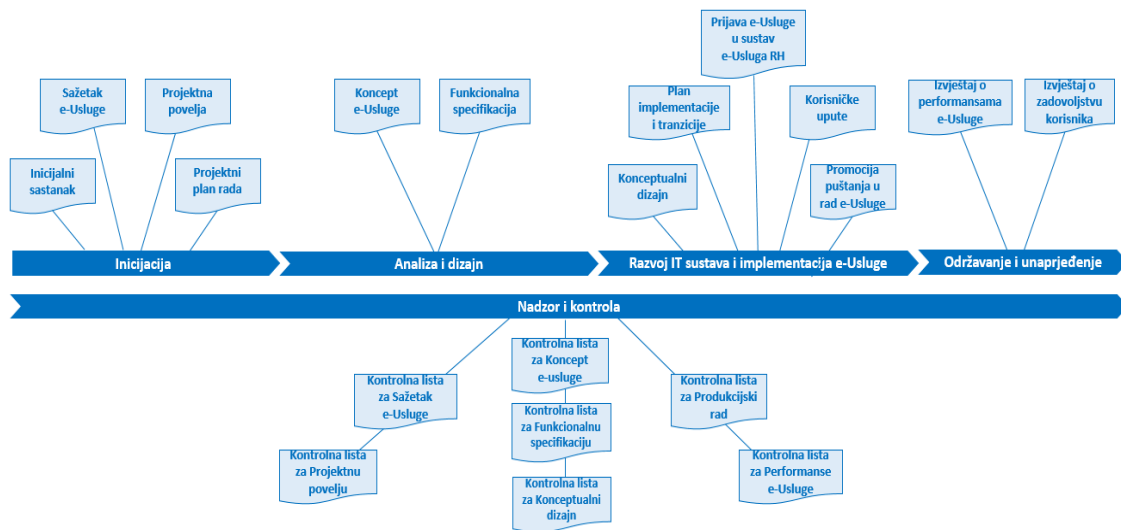 Prijava e-Usluge
u sustav
e-Usluga RH
Sažetak
e-Usluge
Projektna
povelja
Koncept
e-Usluge
Funkcionalna
specifikacija
Plan
implementacije
i tranzicije
Korisničke
upute
Izvještaj o
performansama
e-Usluge
Izvještaj o
zadovoljstvu
korisnika
Inicijalni
sastanak
Projektni
plan rada
Konceptualni
dizajn
Promocija
puštanja u
rad e-Usluge
Inicijacija
Analiza i dizajn
Razvoj IT sustava i implementacija e-Usluge
Održavanje i unaprjeđenje
Nadzor i kontrola
Kontrolna lista
za Koncept
e-usluge
Kontrolna lista
za Sažetak
e-Usluge
Kontrolna lista
za Produkcijski
rad
Kontrolna lista
za Funkcionalnu
specifikaciju
Kontrolna lista
za Projektnu
povelju
Kontrolna lista
za Performanse
e-Usluge
Kontrolna lista
za Konceptualni
dizajn